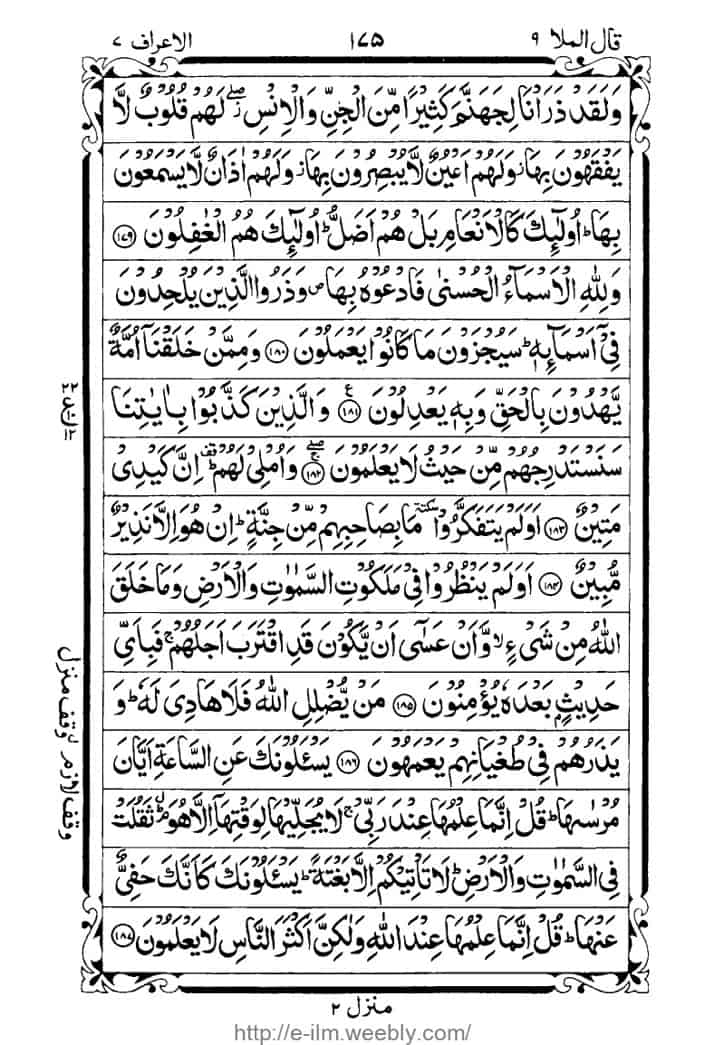 قال الملا ٩
١٧٥
الاعراف ٧
وَلَقَدْ ذَرَاْنَا لِجَهَنَّمَ كَثِيْرًا مِّنَ الْجِنِّ وَالْاِنْسِ ۖ لَهُمْ قُلُوْبٌ لَّا
يَفْقَهُوْنَ بِهَا ۚ وَلَهُمْ اَعْيُنٌ لَّا يُبْصِرُوْنَ بِهَا ۚ وَلَهُمْ اٰذَانٌ لَّا يَسْمَعُوْنَ
بِهَا ؕ اُولٰٓئِكَ كَالْاَنْعَامِ بَلْ هُمْ اَضَلُّ ؕ اُولٰٓئِكَ هُمُ الْغٰفِلُوْنَ ﴿١٧٩﴾
وَلِلّٰهِ الْاَسْمَآءُ الْحُسْنٰى فَادْعُوْهُ بِهَا ۪ وَذَرُوا الَّذِيْنَ يُلْحِدُوْنَ
فِىْٓ اَسْمَآئِهٖ ؕ سَيُجْزَوْنَ مَا كَانُوْا يَعْمَلُوْنَ ﴿١٨٠﴾ وَمِمَّنْ خَلَقْنَآ اُمَّةٌ
يَّهْدُوْنَ بِالْحَقِّ وَبِهٖ يَعْدِلُوْنَ ﴿١٨١﴾ ع وَالَّذِيْنَ كَذَّبُوْا بِاٰيٰتِنَا
سَنَسْتَدْرِجُهُمْ مِّنْ حَيْثُ لَا يَعْلَمُوْنَ ﴿١٨٢﴾ وَاُمْلِىْ لَهُمْ ؕ اِنَّ كَيْدِىْ
مَتِيْنٌ ﴿١٨٣﴾ اَوَلَمْ يَتَفَكَّرُوْا ٚ مَا بِصَاحِبِهِمْ مِّنْ جِنَّةٍ ؕ اِنْ هُوَ اِلَّا نَذِيْرٌ
مُّبِيْنٌ ﴿١٨٤﴾ اَوَلَمْ يَنْظُرُوْا فِىْ مَلَكُوْتِ السَّمٰوٰتِ وَالْاَرْضِ وَمَا خَلَقَ
اللّٰهُ مِنْ شَىْءٍ ۙ وَّاَنْ عَسٰٓى اَنْ يَّكُوْنَ قَدِ اقْتَرَبَ اَجَلُهُمْ ۚ فَبِاَىِّ
حَدِيْثٍۭ بَعْدَهٗ يُؤْمِنُوْنَ ﴿١٨٥﴾ مَنْ يُّضْلِلِ اللّٰهُ فَلَا هَادِىَ لَهٗ ؕ وَ
يَذَرُهُمْ فِىْ طُغْيَانِهِمْ يَعْمَهُوْنَ ﴿١٨٦﴾ يَسْئَلُوْنَكَ عَنِ السَّاعَةِ اَيَّانَ
مُرْسٰىهَا ؕ قُلْ اِنَّمَا عِلْمُهَا عِنْدَ رَبِّىْ ۚ لَا يُجَلِّيْهَا لِوَقْتِهَآ اِلَّا هُوَ ؔۘ ثَقُلَتْ
فِى السَّمٰوٰتِ وَالْاَرْضِ ؕ لَا تَاْتِيْكُمْ اِلَّا بَغْتَةً ؕ يَسْئَلُوْنَكَ كَاَنَّكَ حَفِىٌّ
عَنْهَا ؕ قُلْ اِنَّمَا عِلْمُهَا عِنْدَ اللّٰهِ وَلٰكِنَّ اَكْثَرَ النَّاسِ لَا يَعْلَمُوْنَ ﴿١٨٧﴾
وقف لازم
وقف منزل
منزل ٢
http://e-ilm.weebly.com/